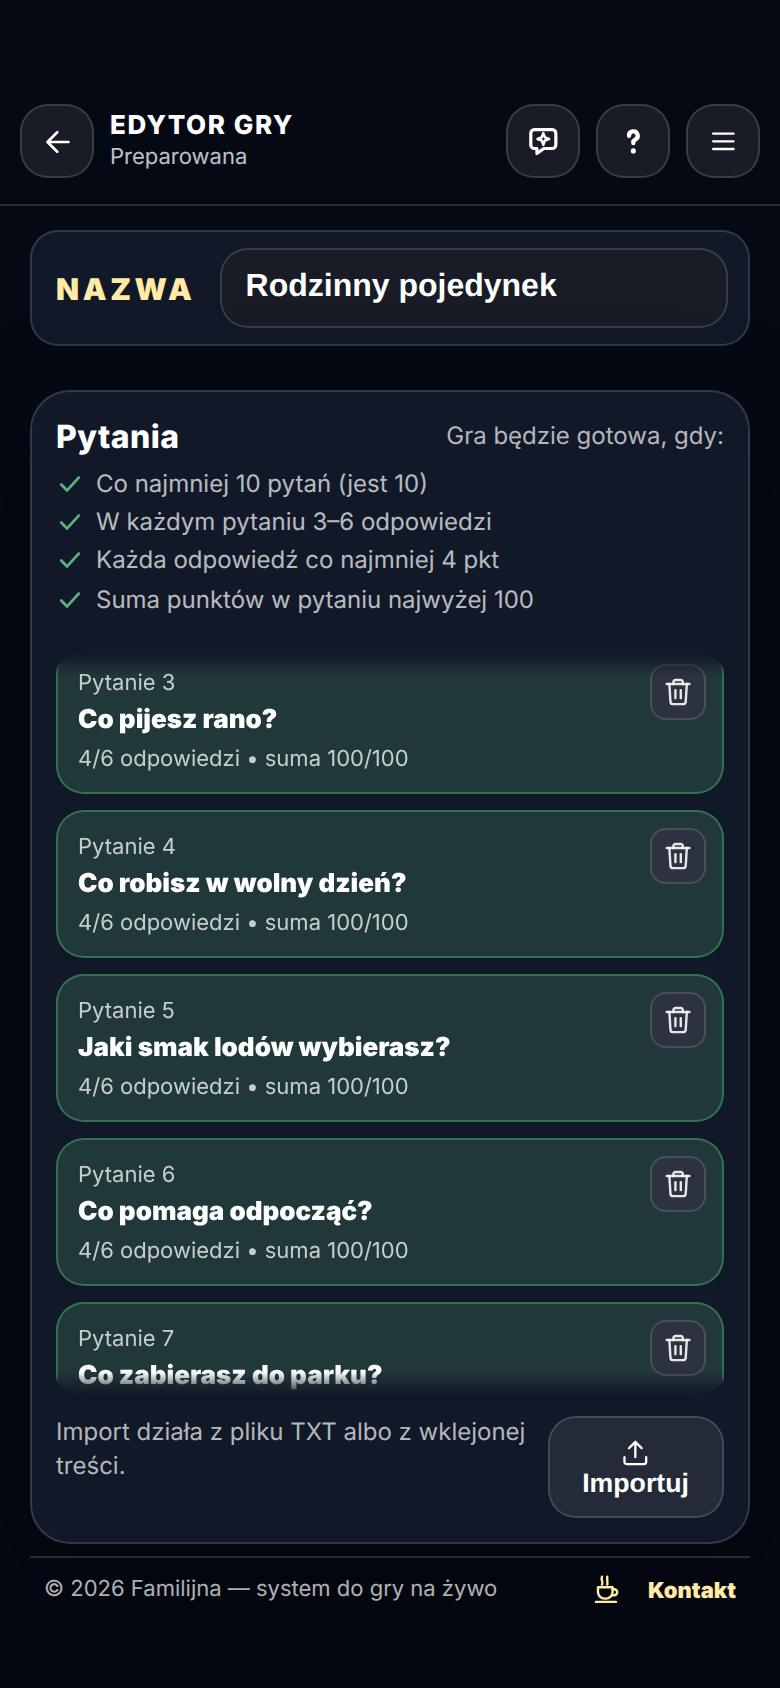 EDYTOR GRY
Preparowana
?
NAZWA
Rodzinny pojedynek
Pytania
Gra będzie gotowa, gdy:
Co najmniej 10 pytań (jest 10)
W każdym pytaniu 3–6 odpowiedzi
Każda odpowiedź co najmniej 4 pkt
Suma punktów w pytaniu najwyżej 100
Pytanie 3
Co pijesz rano?
4/6 odpowiedzi • suma 100/100
Pytanie 4
Co robisz w wolny dzień?
4/6 odpowiedzi • suma 100/100
Pytanie 5
Jaki smak lodów wybierasz?
4/6 odpowiedzi • suma 100/100
Pytanie 6
Co pomaga odpocząć?
4/6 odpowiedzi • suma 100/100
Pytanie 7
Co zabierasz do parku?
Import działa z pliku TXT albo z wklejonej
treści.
Importuj
© 2026 Familijna — system do gry na żywo
Kontakt